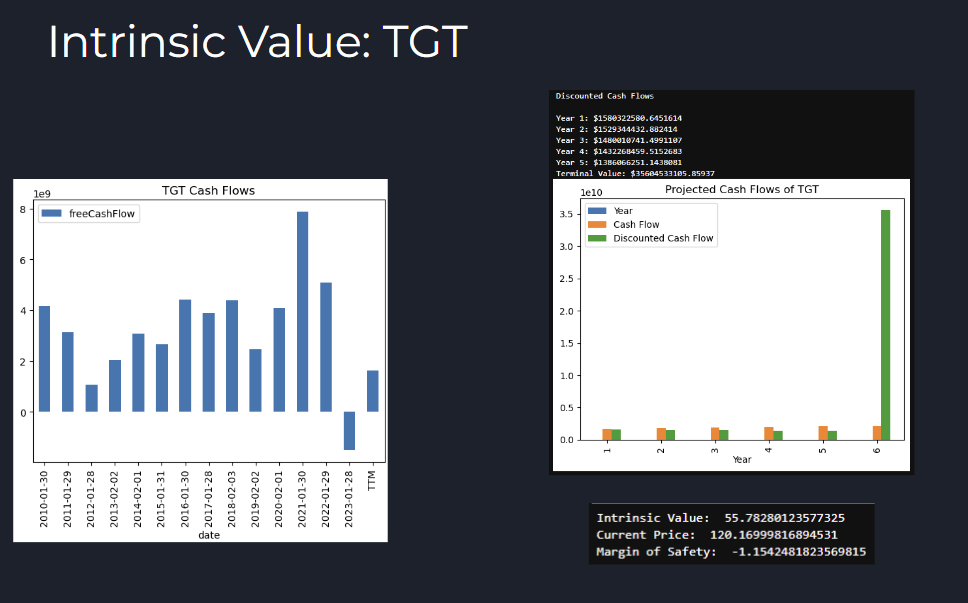 Intrinsic Value: TGT
TGT Cash Flows
1e9
freeCashFlow
8
6
4
2
0
2010-01-30
2011-01-29
2012-01-28
2013-02-02
2014-02-01
2015-01-31
2016-01-30
2017-01-28
2018-02-03
2019-02-02
2020-02-01
2021-01-30
2022-01-29
2023-01-28
TTM
date
Discounted Cash Flows
Year 1: $1580322580.6451614
Year 2: $1529344432.882414
Year 3: $1480010741.4991107
Year 4: $1432268459.5152683
Year 5: $1386066251.1438081
Terminal Value: $35604533105.85937
Projected Cash Flows of TGT
1e10
Year
Cash Flow
Discounted Cash Flow
3.5
3.0
2.5
2.0
1.5
1.0
0.5
0.0
1
2
3
4
5
6
Year
Intrinsic Value: 55.78280123577325
Current Price: 120.16999816894531
Margin of Safety: -1.1542481823569815